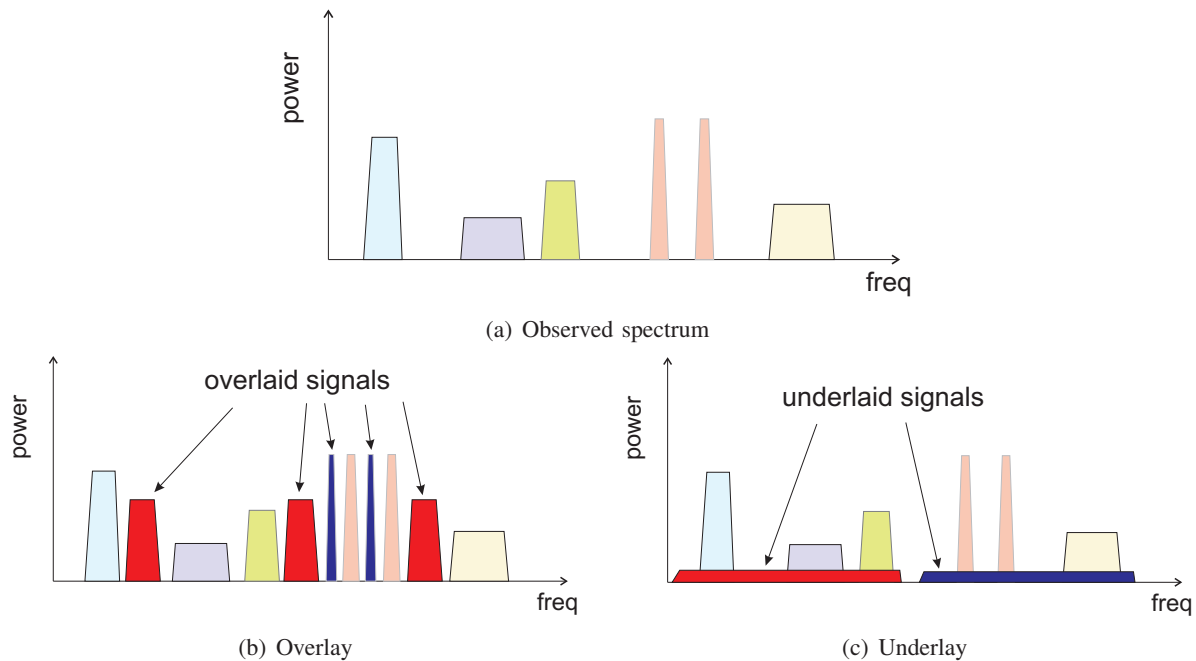 power
freq
(a) Observed spectrum
overlaid signals
power
freq
(b) Overlay
underlaid signals
power
freq
(c) Underlay